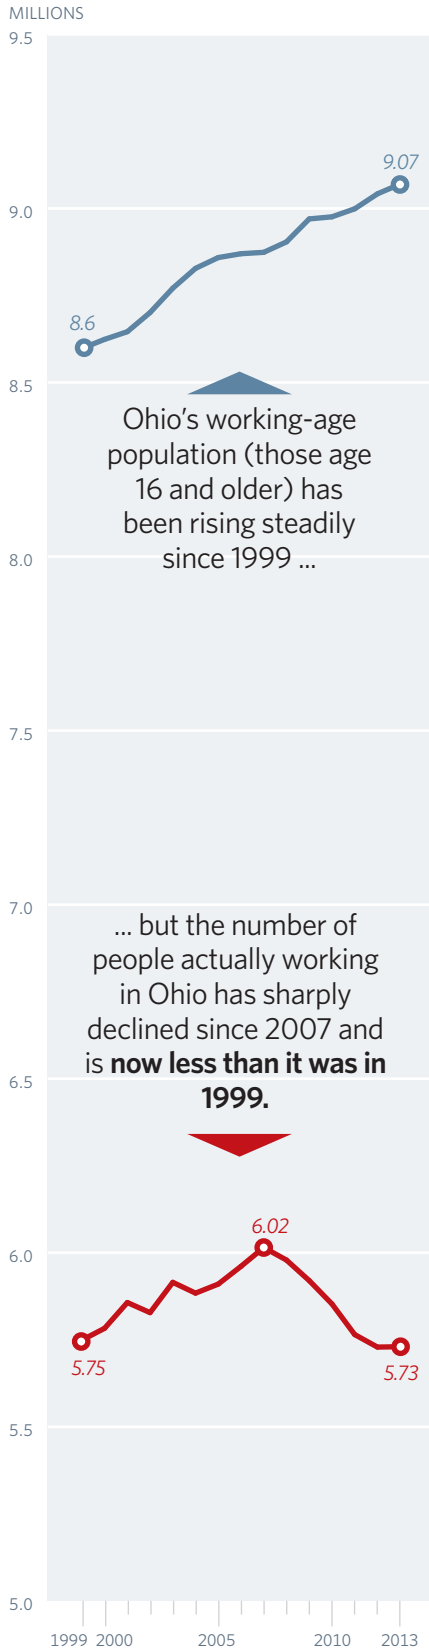 MILLIONS
9.5
9.07
9.0
8.6
8.5
Ohio's working-age
population (those age
16 and older) has
been rising steadily
since 1999 ...
8.0
7.5
7.0
... but the number of
people actually working
in Ohio has sharply
declined since 2007 and
is now less than it was in
1999.
6.5
6.02
6.0
5.75
5.73
5.5
5.0
1999 2000 2005 2010 2013